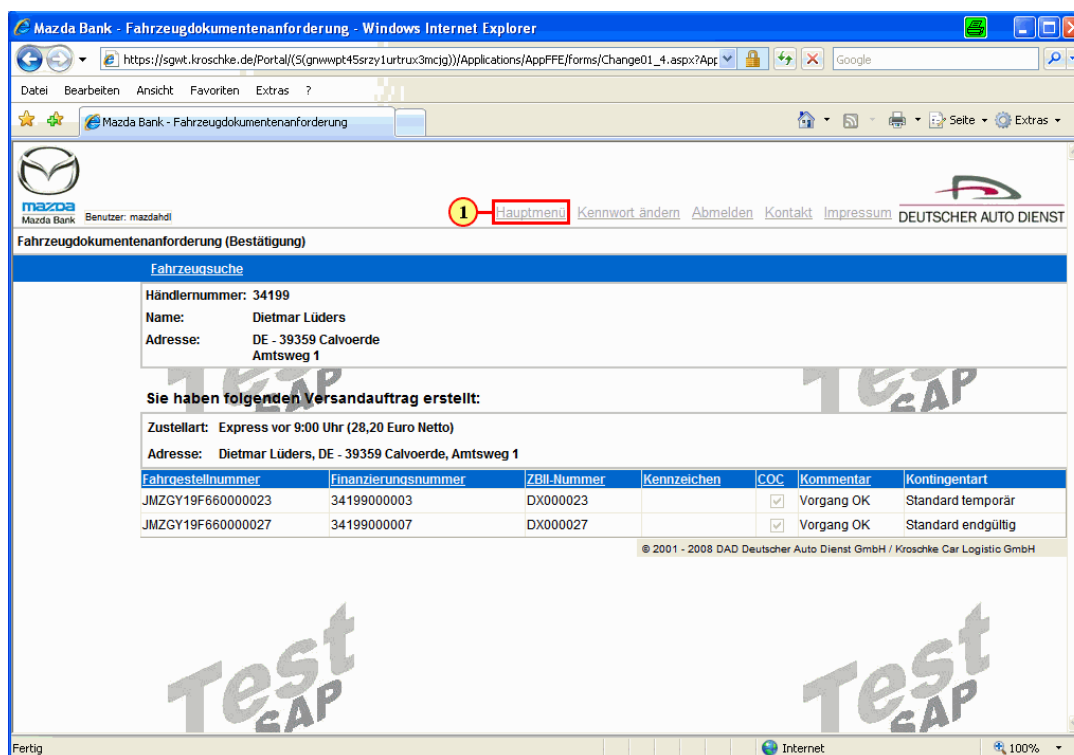 Mazda Bank - Fahrzeugdokumentenanforderung - Windows Internet Explorer
https://sgwt.kroschke.de/Portal/(S(gnwwpt45srzy1urtrux3mcjg))/Applications/AppFFE/forms/Change01_4.aspx?App
Google
Datei Bearbeiten Ansicht Favoriten Extras ?
Mazda Bank - Fahrzeugdokumentenanforderung
Seite Extras
mazda
Mazda Bank Benutzer: mazdahdl
1 Hauptmenü Kennwort ändern Abmelden Kontakt Impressum DEUTSCHER AUTO DIENST
Fahrzeugdokumentenanforderung (Bestätigung)
Fahrzeugsuche
Händlernummer: 34199
Name: Dietmar Lüders
Adresse: DE - 39359 Calvoerde
Amtsweg 1
Test SAP Test SAP
Sie haben folgenden Versandauftrag erstellt:
Zustellart: Express vor 9:00 Uhr (28,20 Euro Netto)
Adresse: Dietmar Lüders, DE - 39359 Calvoerde, Amtsweg 1
Fahrgestellnummer Finanzierungsnummer ZBII-Nummer Kennzeichen COC Kommentar Kontingentart
JMZGY19F660000023 34199000003 DX000023 Vorgang OK Standard temporär
JMZGY19F660000027 34199000007 DX000027 Vorgang OK Standard endgültig
© 2001 - 2008 DAD Deutscher Auto Dienst GmbH / Kroschke Car Logistic GmbH
Test SAP Test SAP
Fertig Internet 100%